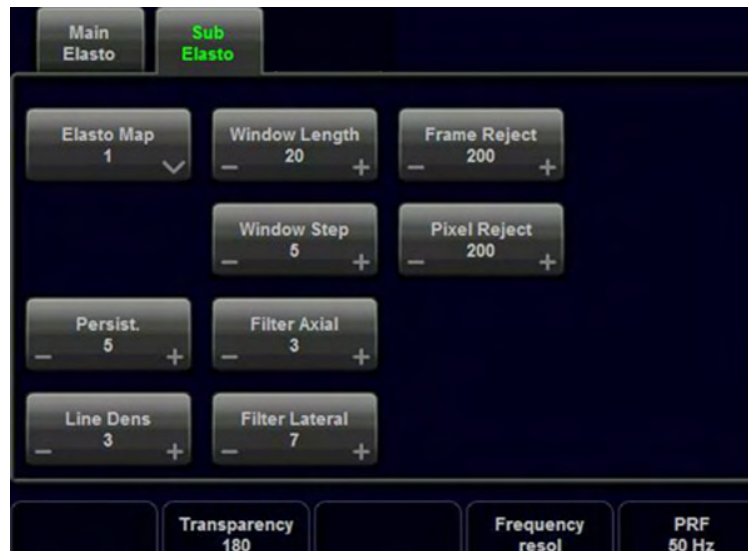 Main
Elasto
Sub
Elasto
Elasto Map
1
Window Length
− 20 +
Frame Reject
− 200 +
Window Step
− 5 +
Pixel Reject
− 200 +
Persist.
− 5 +
Filter Axial
− 3 +
Line Dens
− 3 +
Filter Lateral
− 7 +
Transparency
180
Frequency
resol
PRF
50 Hz